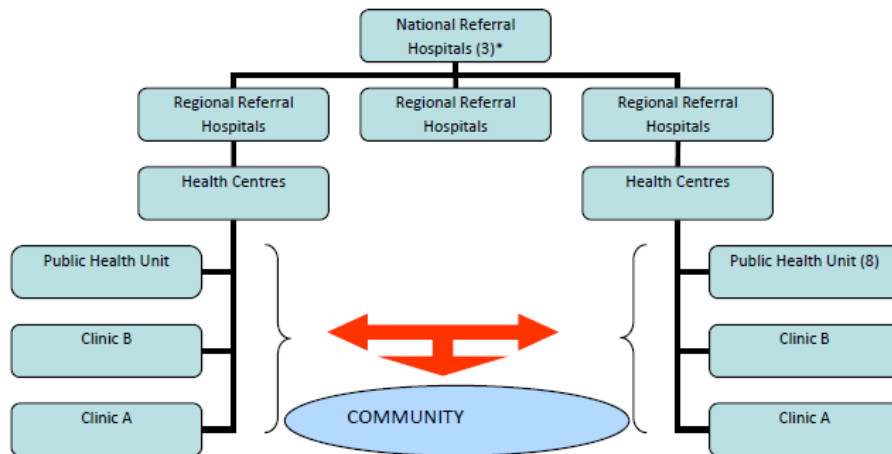 National Referral
Hospitals (3)*
Regional Referral
Hospitals
Regional Referral
Hospitals
Regional Referral
Hospitals
Health Centres
Health Centres
Public Health Unit
Public Health Unit (8)
Clinic B
Clinic B
Clinic A
COMMUNITY
Clinic A